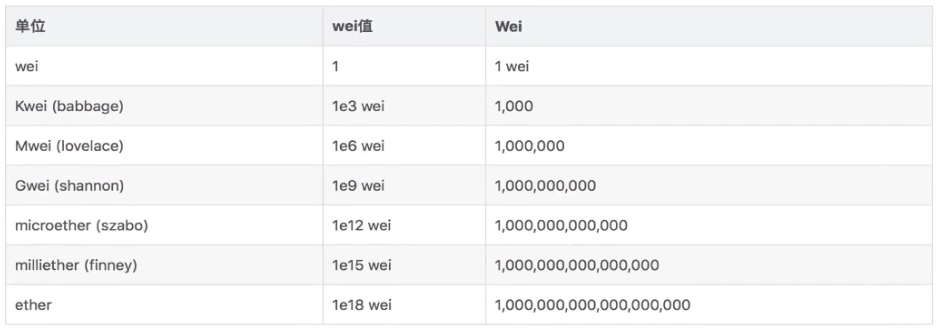 单位 wei值 Wei
wei 1 1 wei
Kwei (babbage) 1e3 wei 1,000
Mwei (lovelace) 1e6 wei 1,000,000
Gwei (shannon) 1e9 wei 1,000,000,000
microether (szabo) 1e12 wei 1,000,000,000,000
milliether (finney) 1e15 wei 1,000,000,000,000,000
ether 1e18 wei 1,000,000,000,000,000,000